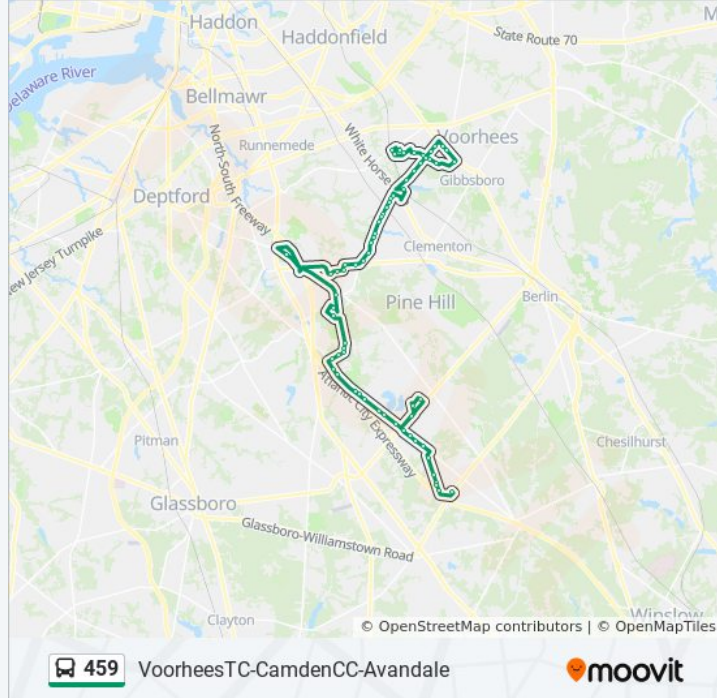 Haddon
M
Haddonfield
State Route 70
Delaware River
Bellmawr
North-South Freeway
Runnemede
White Horse
Voorhees
Gibbsboro
Deptford
New Jersey Turnpike
Clementon
Pine Hill
Berlin
Atlantic City Expressway
Pitman
Chesilhurst
Glassboro
Glassboro-Williamstown Road
Clayton
Winslow
© OpenStreetMap contributors | © OpenMapTiles
459 VoorheesTC-CamdenCC-Avandale
moovit